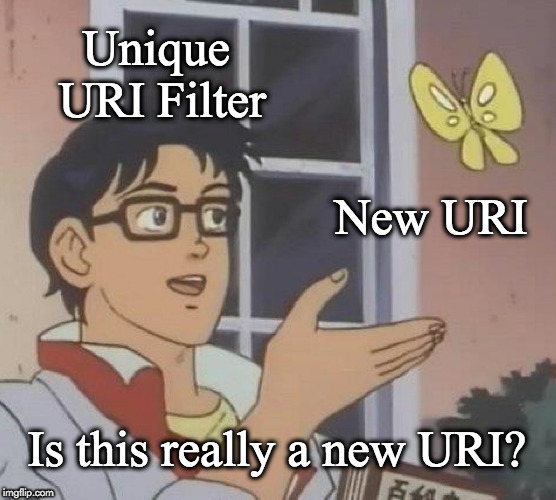 Unique
URI Filter
New URI
Is this really a new URI?
imgflip.com